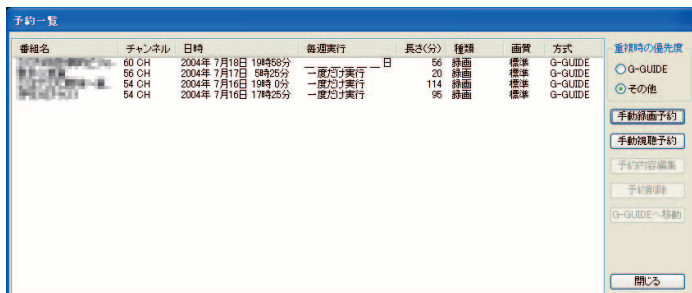 予約一覧
番組名 チャンネル 日時 毎週実行 長さ(分) 種類 画質 方式
60 CH 2004年 7月18日 19時58分 _ _ _ _ _ _ 日 56 録画 標準 G-GUIDE
56 CH 2004年 7月17日 5時25分 一度だけ実行 20 録画 標準 G-GUIDE
54 CH 2004年 7月16日 19時 0分 一度だけ実行 114 録画 標準 G-GUIDE
54 CH 2004年 7月16日 17時25分 一度だけ実行 95 録画 標準 G-GUIDE
重複時の優先度
G-GUIDE
その他
手動録画予約
手動視聴予約
予約内容編集
予約削除
G-GUIDEへ移動
閉じる